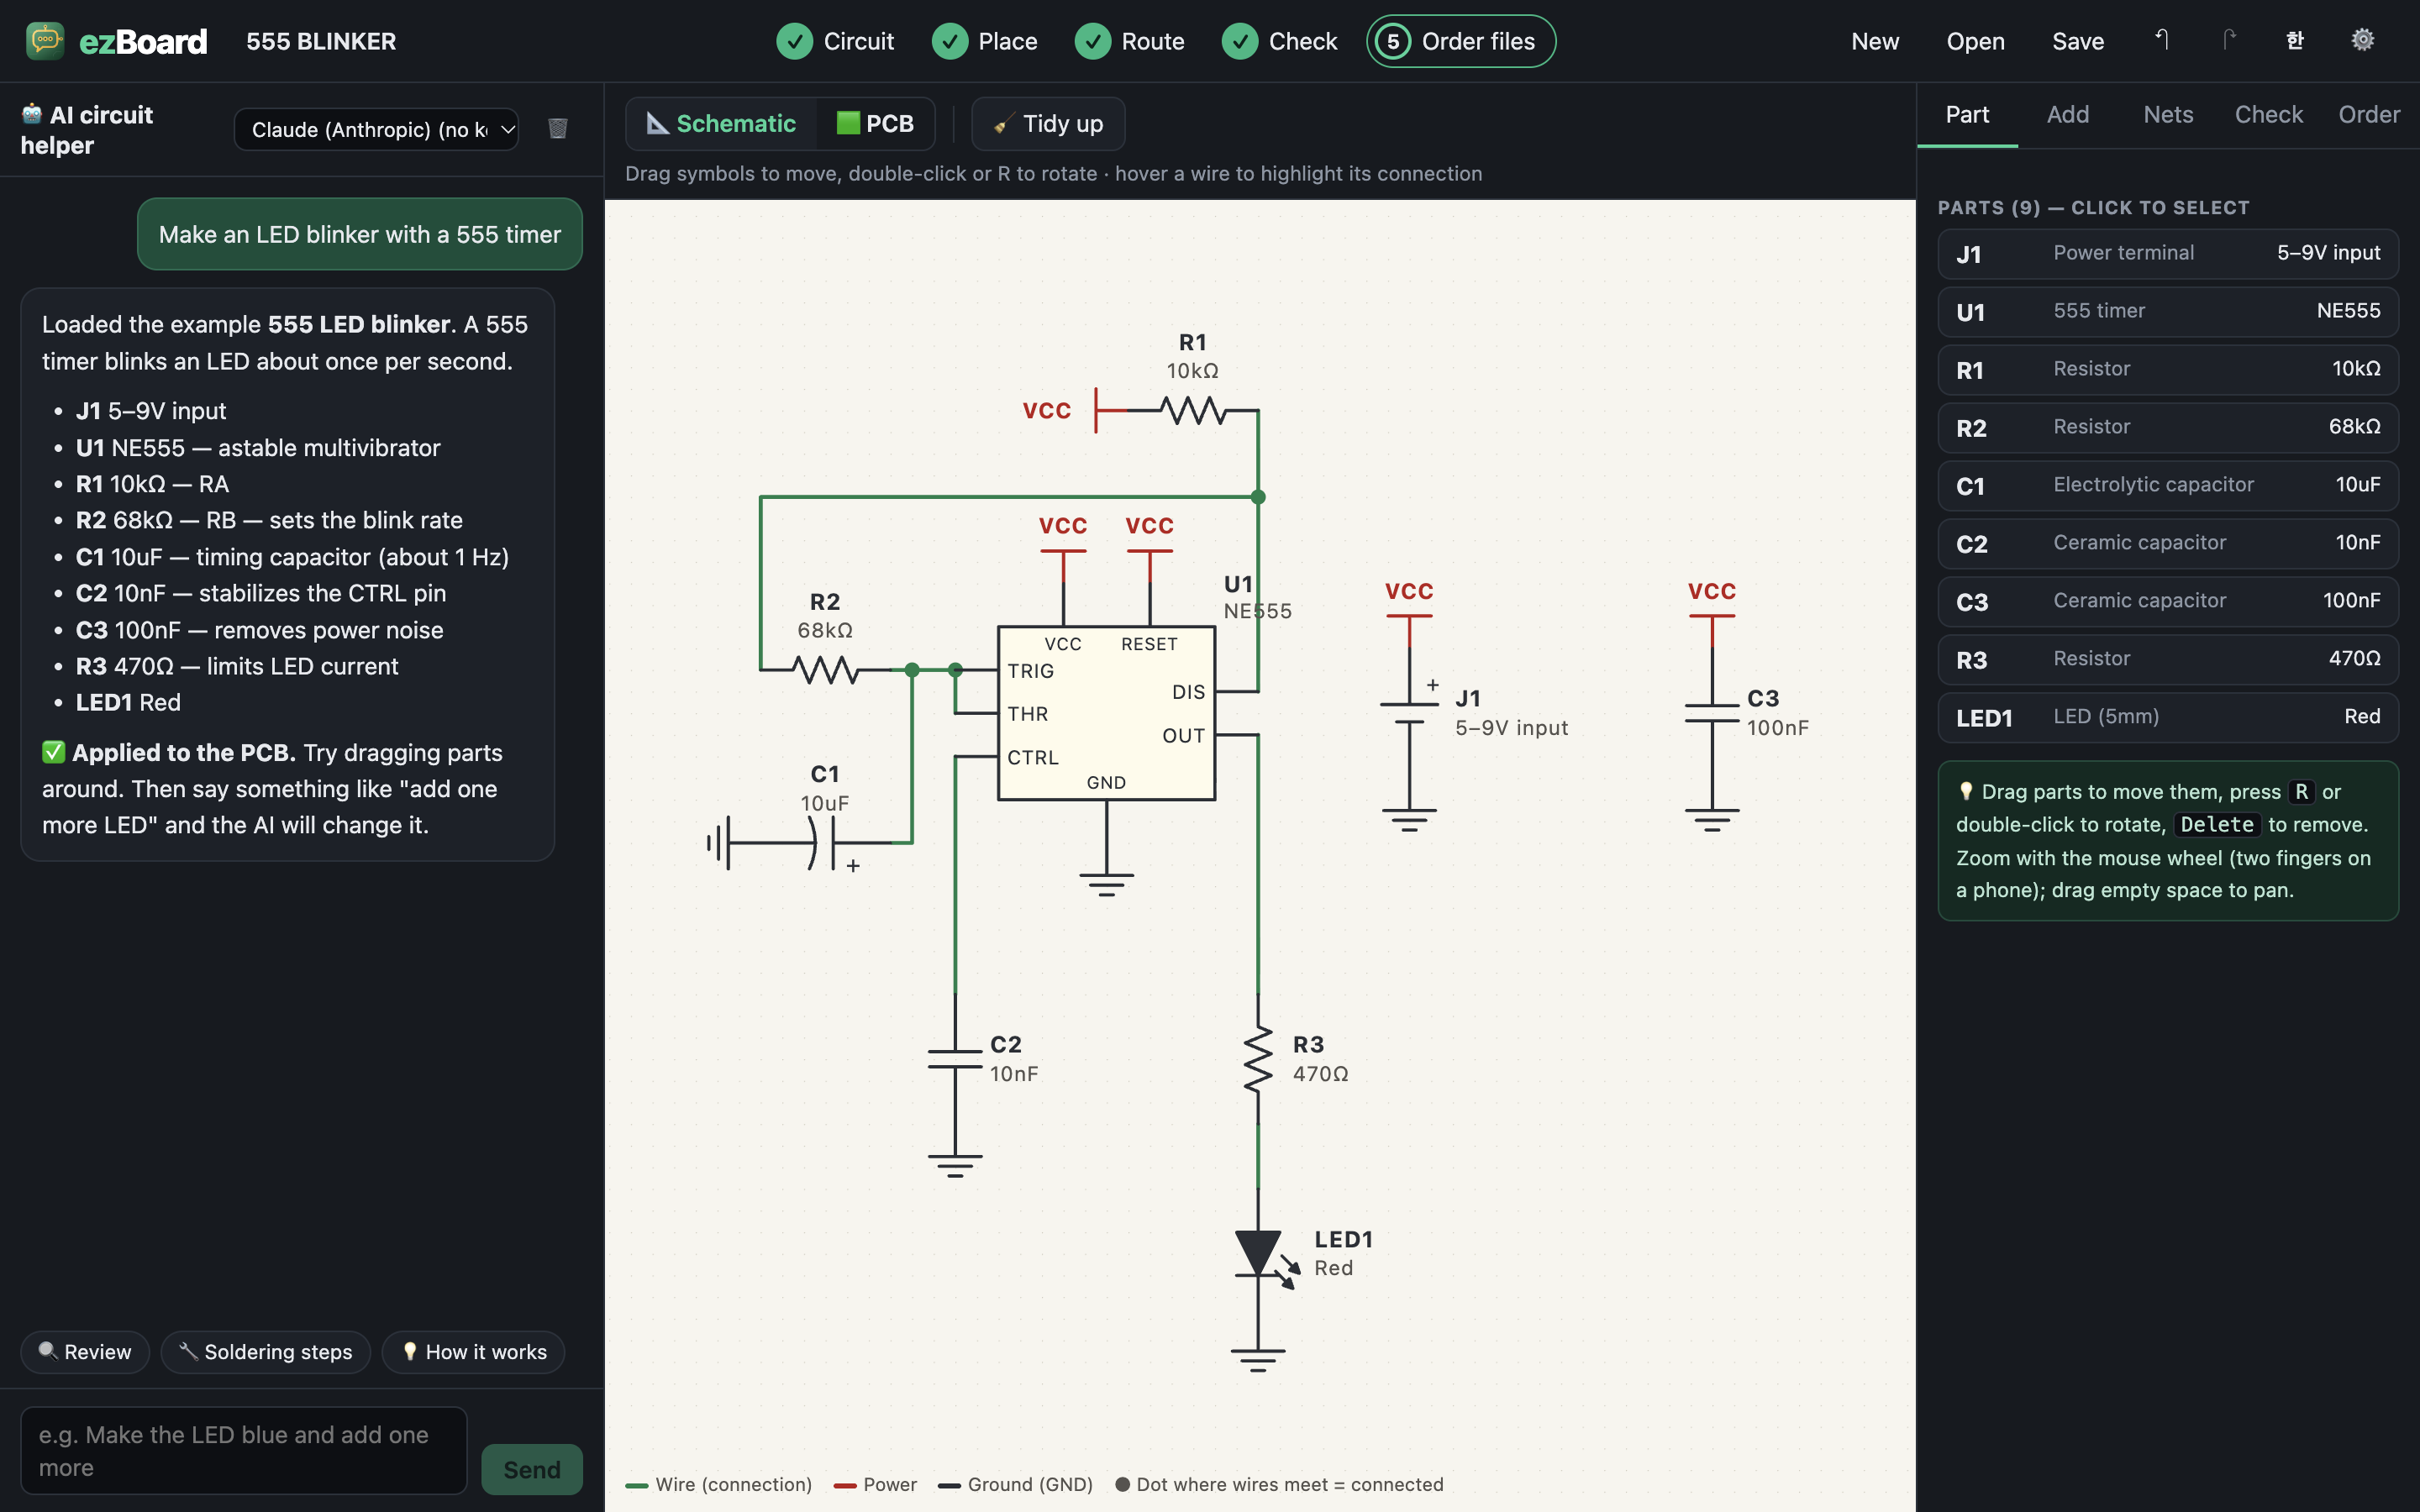 ezBoard
555 BLINKER
Circuit
Place
Route
Check
5 Order files
New
Open
Save
한
AI circuit
helper
Claude (Anthropic) (no
Make an LED blinker with a 555 timer
Loaded the example 555 LED blinker. A 555
timer blinks an LED about once per second.
• J1 5–9V input
• U1 NE555 — astable multivibrator
• R1 10kΩ — RA
• R2 68kΩ — RB — sets the blink rate
• C1 10uF — timing capacitor (about 1 Hz)
• C2 10nF — stabilizes the CTRL pin
• C3 100nF — removes power noise
• R3 470Ω — limits LED current
• LED1 Red
✅ Applied to the PCB. Try dragging parts
around. Then say something like "add one
more LED" and the AI will change it.
Review
Soldering steps
How it works
e.g. Make the LED blue and add one
more
Send
Schematic
PCB
Tidy up
Drag symbols to move, double-click or R to rotate · hover a wire to highlight its connection
R1
10kΩ
VCC
VCC
VCC
U1
NE555
R2
68kΩ
VCC
RESET
TRIG
DIS
THR
OUT
CTRL
GND
C1
10uF
+
VCC
+
J1
5–9V input
VCC
C3
100nF
C2
10nF
R3
470Ω
LED1
Red
Wire (connection)
Power
Ground (GND)
Dot where wires meet = connected
Part
Add
Nets
Check
Order
PARTS (9) — CLICK TO SELECT
J1 Power terminal 5–9V input
U1 555 timer NE555
R1 Resistor 10kΩ
R2 Resistor 68kΩ
C1 Electrolytic capacitor 10uF
C2 Ceramic capacitor 10nF
C3 Ceramic capacitor 100nF
R3 Resistor 470Ω
LED1 LED (5mm) Red
Drag parts to move them, press R or
double-click to rotate, Delete to remove.
Zoom with the mouse wheel (two fingers on
a phone); drag empty space to pan.